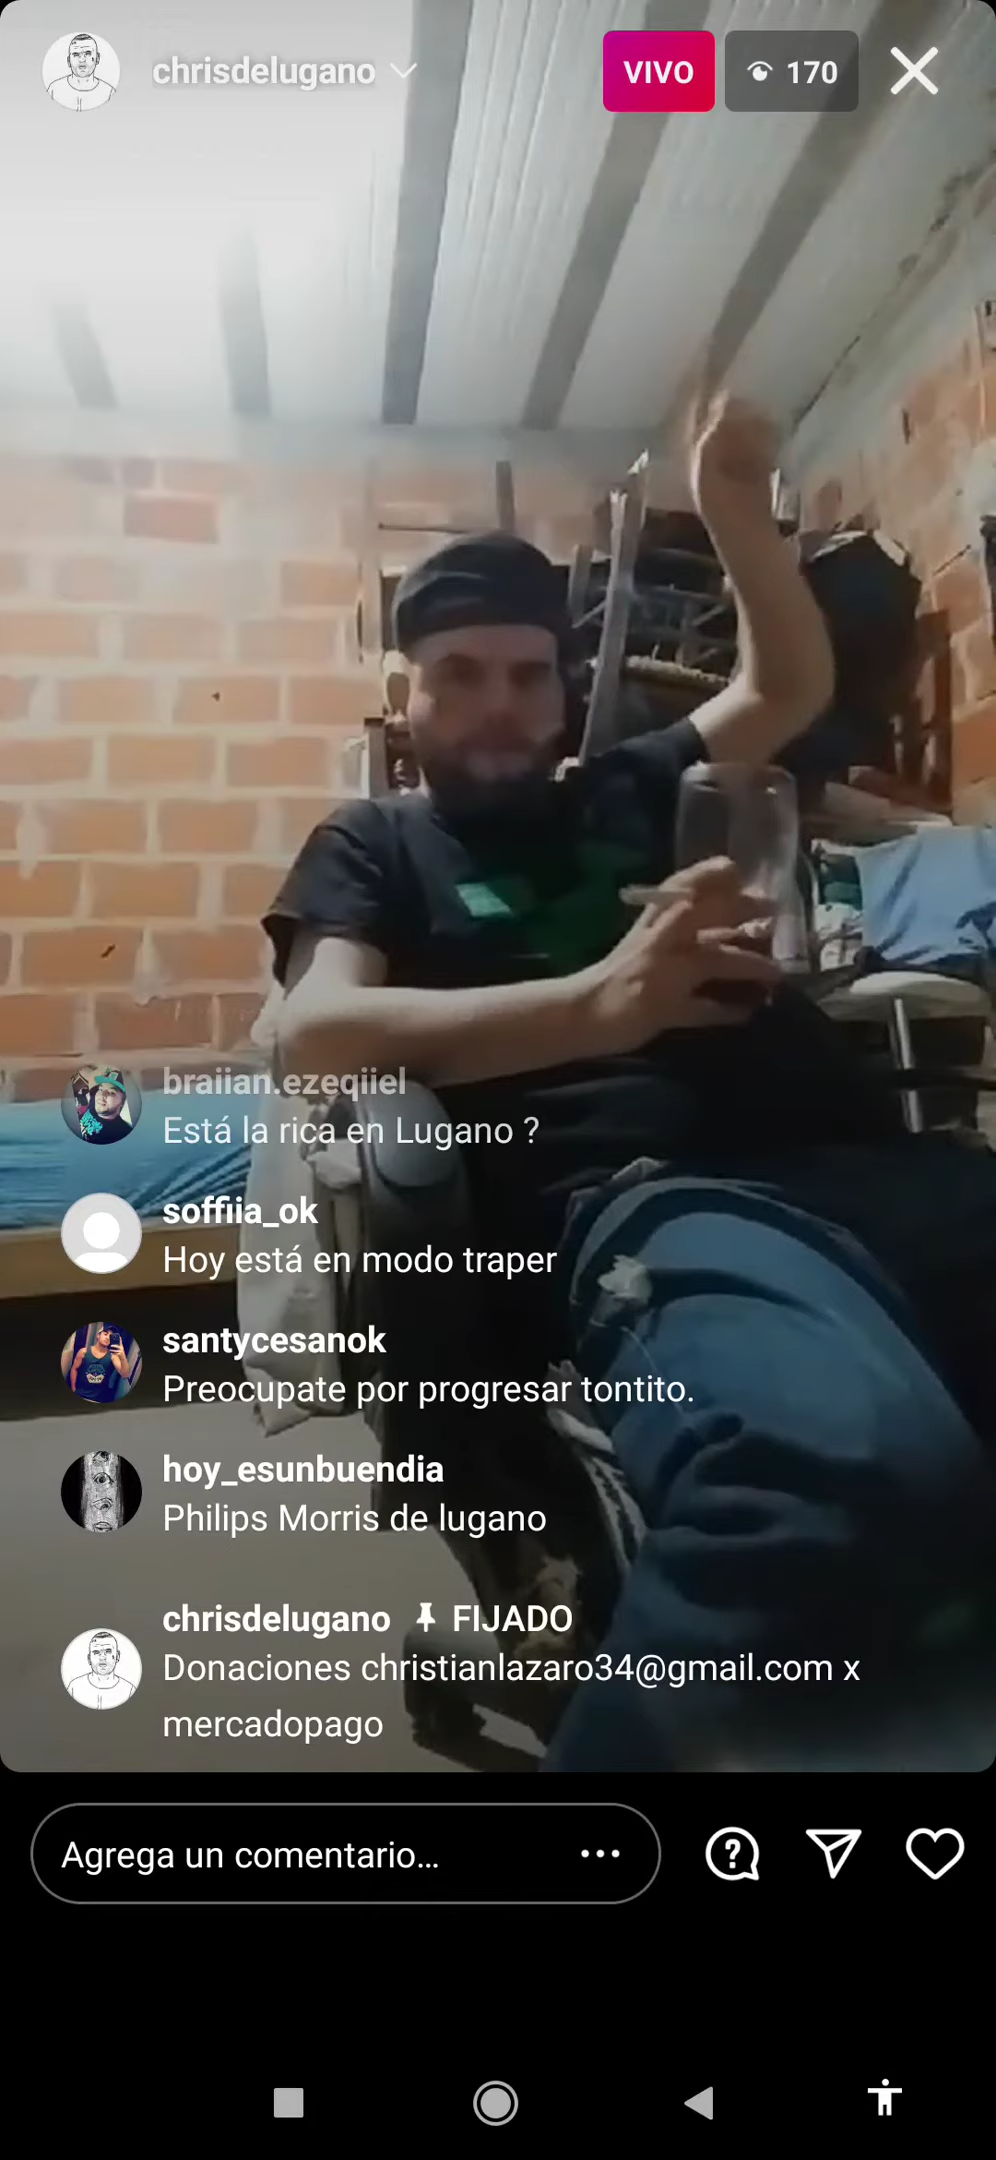 chrisdelugano
VIVO
170
braiian.ezeqiiel
Está la rica en Lugano ?
soffiia_ok
Hoy está en modo traper
santycesanok
Preocupate por progresar tontito.
hoy_esunbuendia
Philips Morris de lugano
chrisdelugano FIJADO
Donaciones christianlazaro34@gmail.com x
mercadopago
Agrega un comentario...